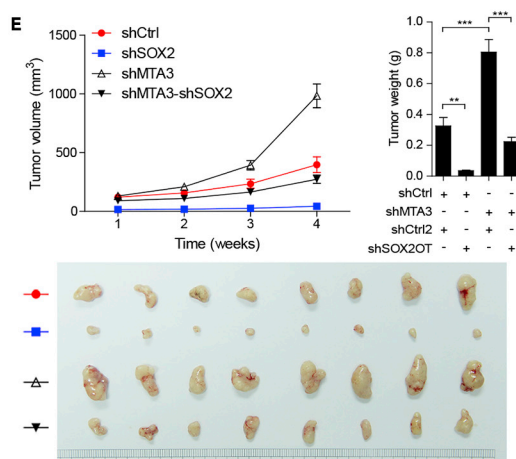 E
shCtrl
shSOX2
shMTA3
shMTA3-shSOX2
Tumor volume (mm3)
1500
1000
500
0
1 2 3 4
Time (weeks)
Tumor weight (g)
1.0
0.8
0.6
0.4
0.2
0.0
*** ***
**
shCtrl + + - -
shMTA3 - - + +
shCtrl2 + - + -
shSOX2OT - + - +